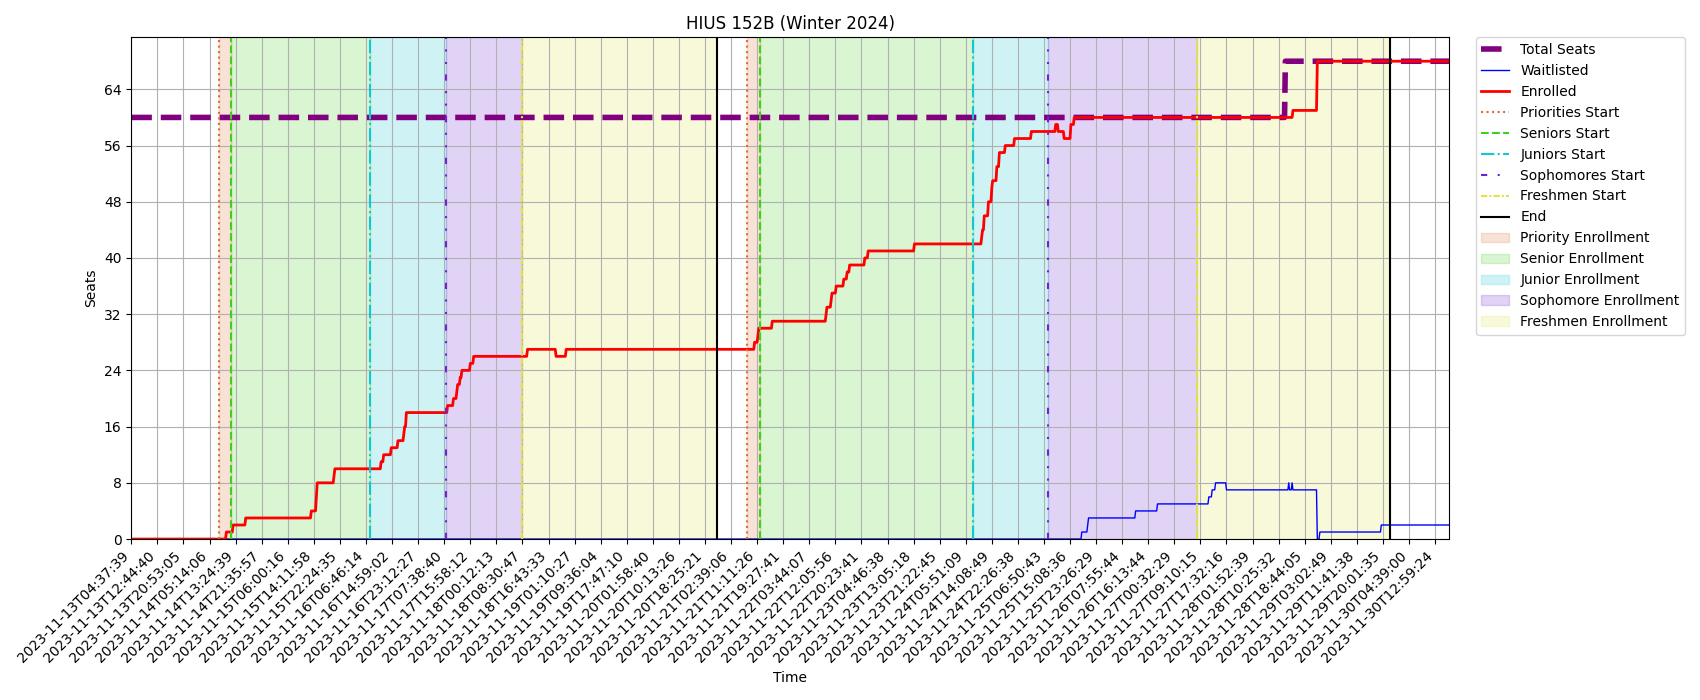 HIUS 152B (Winter 2024)
Seats
64
56
48
40
32
24
16
8
0
2023-11-13T04:37:39
2023-11-13T12:44:40
2023-11-13T20:53:05
2023-11-14T05:14:06
2023-11-14T13:24:39
2023-11-14T21:35:57
2023-11-15T06:00:16
2023-11-15T14:11:58
2023-11-15T22:24:35
2023-11-16T06:46:14
2023-11-16T14:59:02
2023-11-16T23:12:22
2023-11-17T07:38:40
2023-11-17T15:58:12
2023-11-18T00:12:13
2023-11-18T08:30:47
2023-11-18T16:43:33
2023-11-19T01:10:27
2023-11-19T09:36:04
2023-11-19T17:47:10
2023-11-20T01:58:40
2023-11-20T10:13:26
2023-11-20T18:25:21
2023-11-21T02:39:06
2023-11-21T11:11:26
2023-11-21T19:27:41
2023-11-22T03:44:07
2023-11-22T12:05:56
2023-11-22T20:23:41
2023-11-23T04:46:38
2023-11-23T13:05:18
2023-11-23T21:22:45
2023-11-24T05:51:09
2023-11-24T14:08:49
2023-11-24T22:26:38
2023-11-25T06:50:43
2023-11-25T15:08:36
2023-11-25T23:26:29
2023-11-26T07:55:44
2023-11-26T16:13:44
2023-11-27T00:32:29
2023-11-27T09:10:15
2023-11-27T17:32:16
2023-11-28T01:52:39
2023-11-28T10:25:32
2023-11-28T18:44:05
2023-11-29T03:02:49
2023-11-29T11:41:38
2023-11-29T20:01:35
2023-11-30T04:39:00
2023-11-30T12:59:24
Time
Total Seats
Waitlisted
Enrolled
Priorities Start
Seniors Start
Juniors Start
Sophomores Start
Freshmen Start
End
Priority Enrollment
Senior Enrollment
Junior Enrollment
Sophomore Enrollment
Freshmen Enrollment